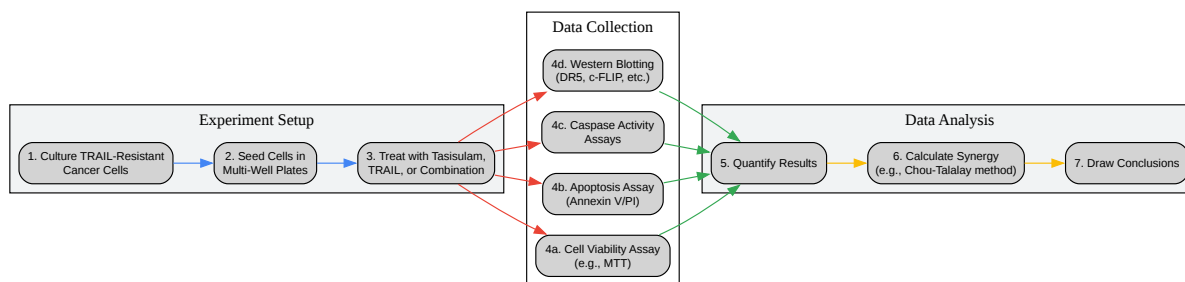 Experiment Setup
1. Culture TRAIL-Resistant
Cancer Cells
2. Seed Cells in
Multi-Well Plates
3. Treat with Tasisulam,
TRAIL, or Combination
Data Collection
4d. Western Blotting
(DR5, c-FLIP, etc.)
4c. Caspase Activity
Assays
4b. Apoptosis Assay
(Annexin V/PI)
4a. Cell Viability Assay
(e.g., MTT)
Data Analysis
5. Quantify Results
6. Calculate Synergy
(e.g., Chou-Talalay method)
7. Draw Conclusions